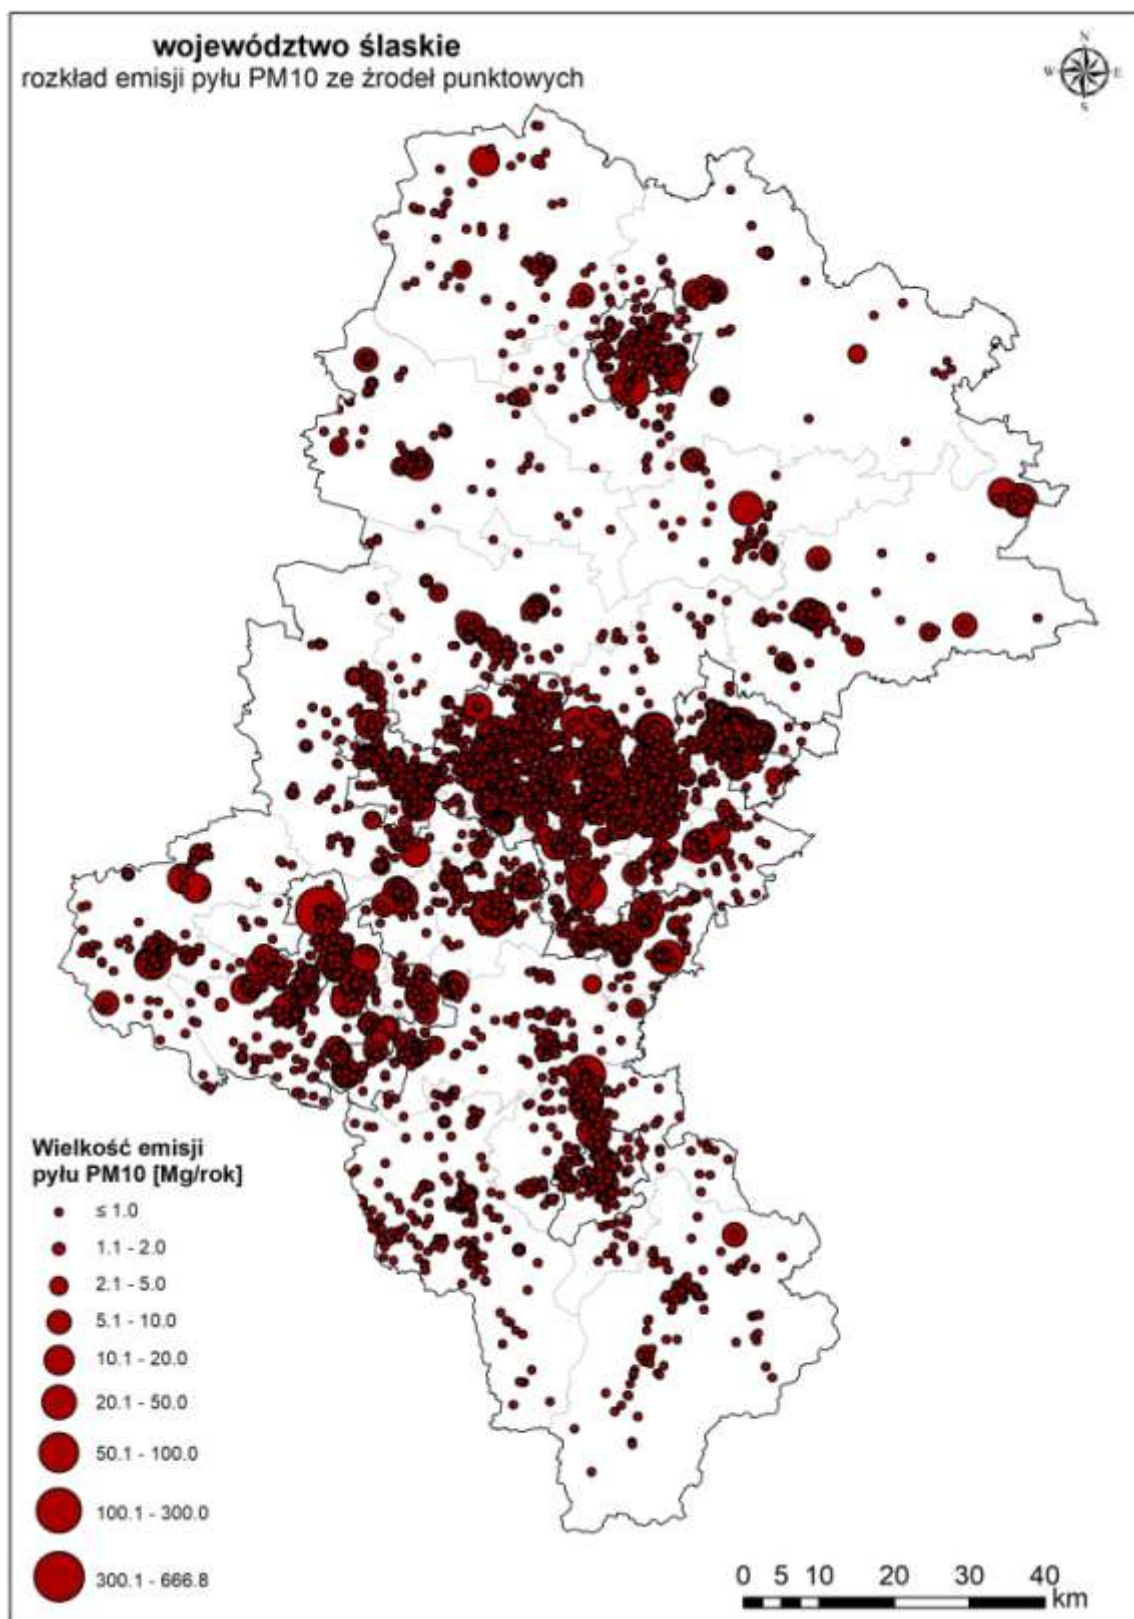 województwo ślaskie
rozkład emisji pyłu PM10 ze źrodeł punktowych
N
W E
S
Wielkość emisji
pyłu PM10 [Mg/rok]
≤ 1.0
1.1 - 2.0
2.1 - 5.0
5.1 - 10.0
10.1 - 20.0
20.1 - 50.0
50.1 - 100.0
100.1 - 300.0
300.1 - 666.8
0 5 10 20 30 40
km